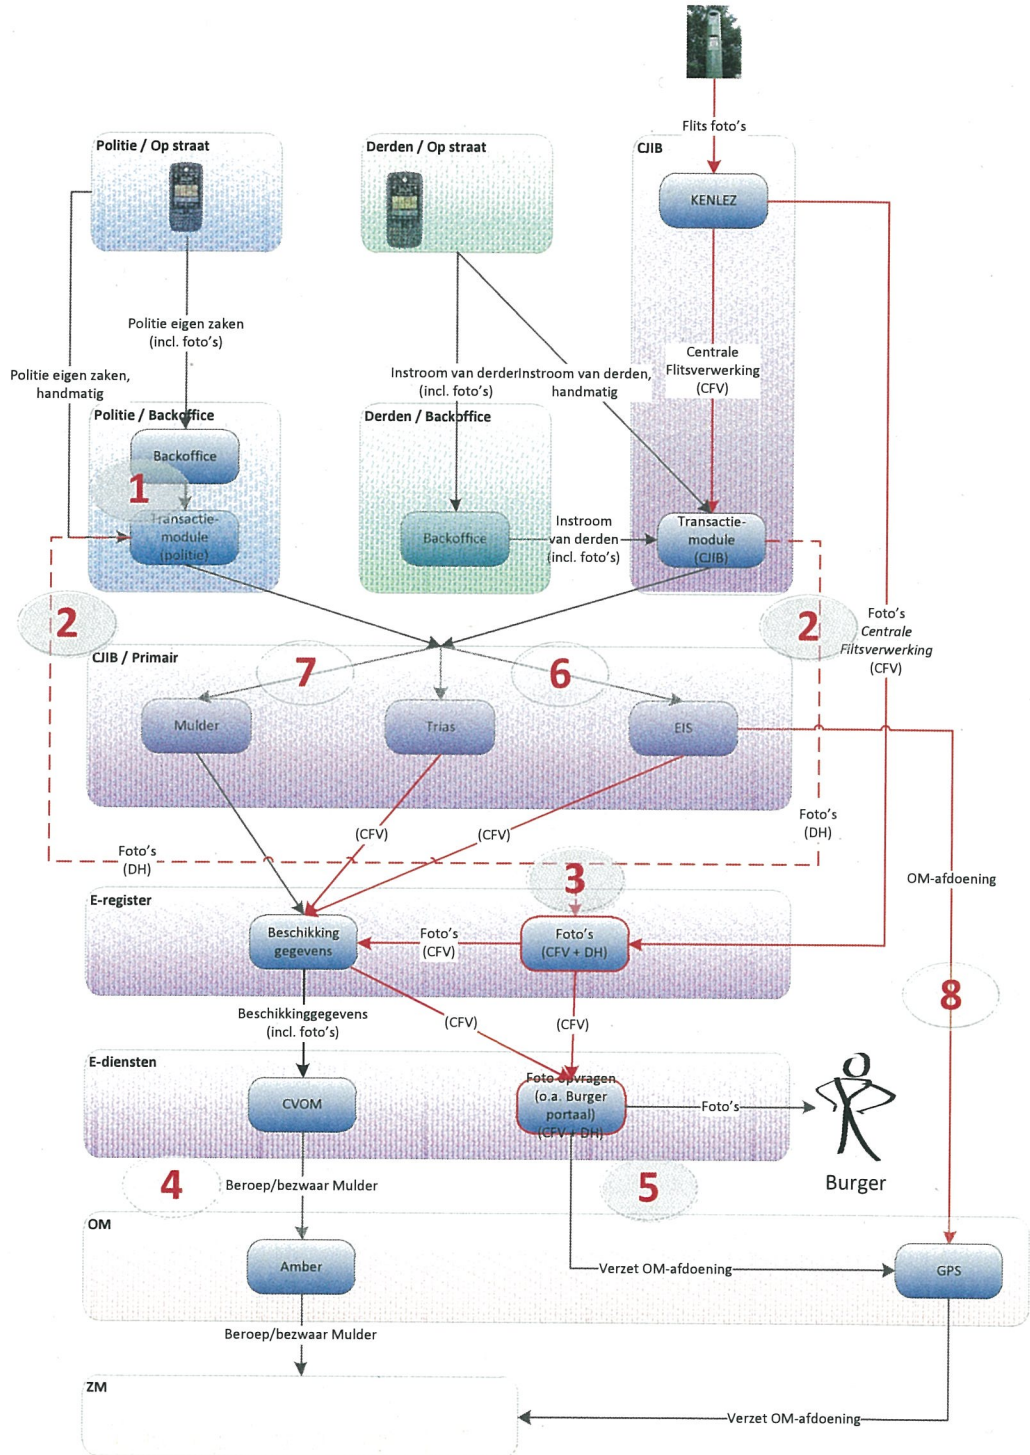 Flits foto's
Politie / Op straat
Derden / Op straat
CJIB
KENLEZ
Politie eigen zaken
(incl. foto's)
Politie eigen zaken,
handmatig
Instroom van derden
(incl. foto's)
Instroom van derden,
handmatig
Centrale
Flitsverwerking
(CFV)
Politie / Backoffice
Derden / Backoffice
Backoffice
1
Transactie-
module
(politie)
Backoffice
Instroom
van derden
(incl. foto's)
Transactie-
module
(CJIB)
2
2
Foto's
Centrale
Flitsverwerking
(CFV)
CJIB / Primair
7
6
Mulder
Trias
EIS
Foto's
(DH)
(CFV)
(CFV)
Foto's
(DH)
OM-afdoening
3
E-register
Beschikking
gegevens
Foto's
(CFV)
Foto's
(CFV + DH)
8
Beschikkinggegevens
(incl. foto's)
(CFV)
(CFV)
E-diensten
CVOM
Foto opvragen
(o.a. Burger
portaal)
(CFV + DH)
Foto's
Burger
4
Beroep/bezwaar Mulder
5
OM
Amber
Verzet OM-afdoening
GPS
Beroep/bezwaar Mulder
ZM
Verzet OM-afdoening